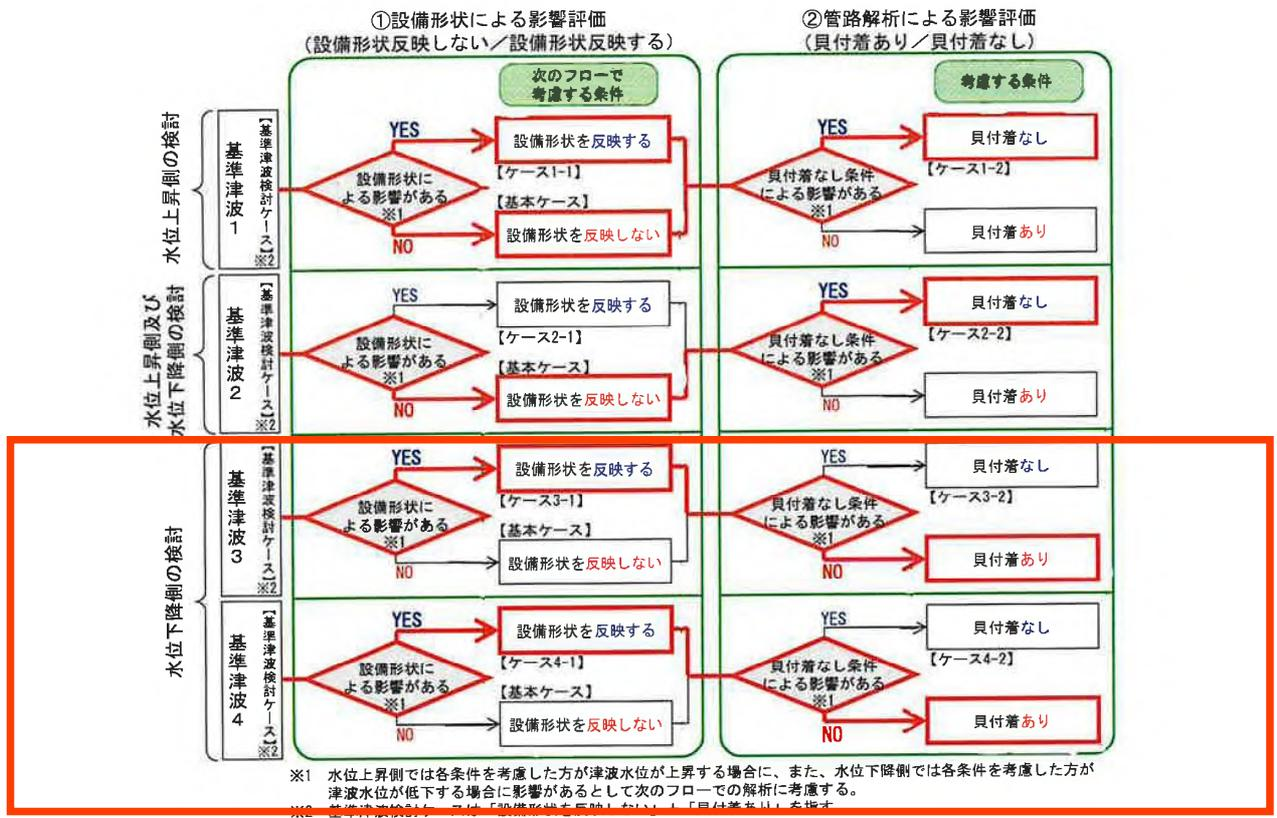 ①設備形状による影響評価
(設備形状反映しない／設備形状反映する)
②管路解析による影響評価
(貝付着あり／貝付着なし)
次のフローで
考慮する条件
考慮する条件
水位上昇側の検討
基準津波1
【基準津波検討ケース】※2
設備形状に
よる影響がある
※1
YES
設備形状を反映する
【ケース1-1】
【基本ケース】
NO
設備形状を反映しない
貝付着なし条件
による影響がある
※1
YES
貝付着なし
【ケース1-2】
NO
貝付着あり
水位上昇側及び
水位下降側の検討
基準津波2
【基準津波検討ケース】※2
設備形状に
よる影響がある
※1
YES
設備形状を反映する
【ケース2-1】
【基本ケース】
NO
設備形状を反映しない
貝付着なし条件
による影響がある
※1
YES
貝付着なし
【ケース2-2】
NO
貝付着あり
水位下降側の検討
基準津波3
【基準津波検討ケース】※2
設備形状に
よる影響がある
※1
YES
設備形状を反映する
【ケース3-1】
【基本ケース】
NO
設備形状を反映しない
貝付着なし条件
による影響がある
※1
YES
貝付着なし
【ケース3-2】
NO
貝付着あり
基準津波4
【基準津波検討ケース】※2
設備形状に
よる影響がある
※1
YES
設備形状を反映する
【ケース4-1】
【基本ケース】
NO
設備形状を反映しない
貝付着なし条件
による影響がある
※1
YES
貝付着なし
【ケース4-2】
NO
貝付着あり
※1 水位上昇側では各条件を考慮した方が津波水位が上昇する場合に、また、水位下降側では各条件を考慮した方が
津波水位が低下する場合に影響があるとして次のフローでの解析に考慮する。
※2 基準津波検討ケースは「設備形状を反映しない」+「貝付着あり」を指す